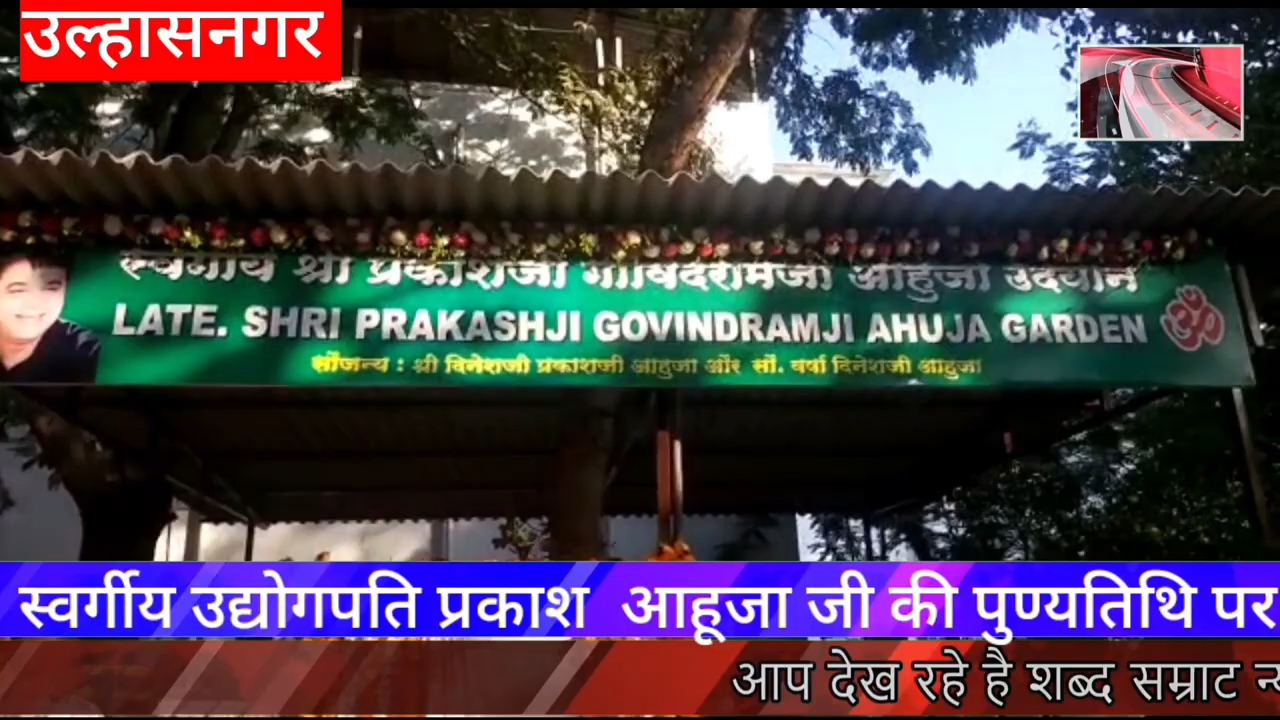 उल्हासनगर
स्वर्गीय श्री प्रकाशजी गोविंदरामजी आहुजा उदयान
LATE. SHRI PRAKASHJI GOVINDRAMJI AHUJA GARDEN
सौजन्य : श्री दिनेशजी प्रकाशजी आहुजा और सौ. वर्षा दिनेशजी आहुजा
स्वर्गीय उद्योगपति प्रकाश आहूजा जी की पुण्यतिथि पर
आप देख रहे है शब्द सम्राट